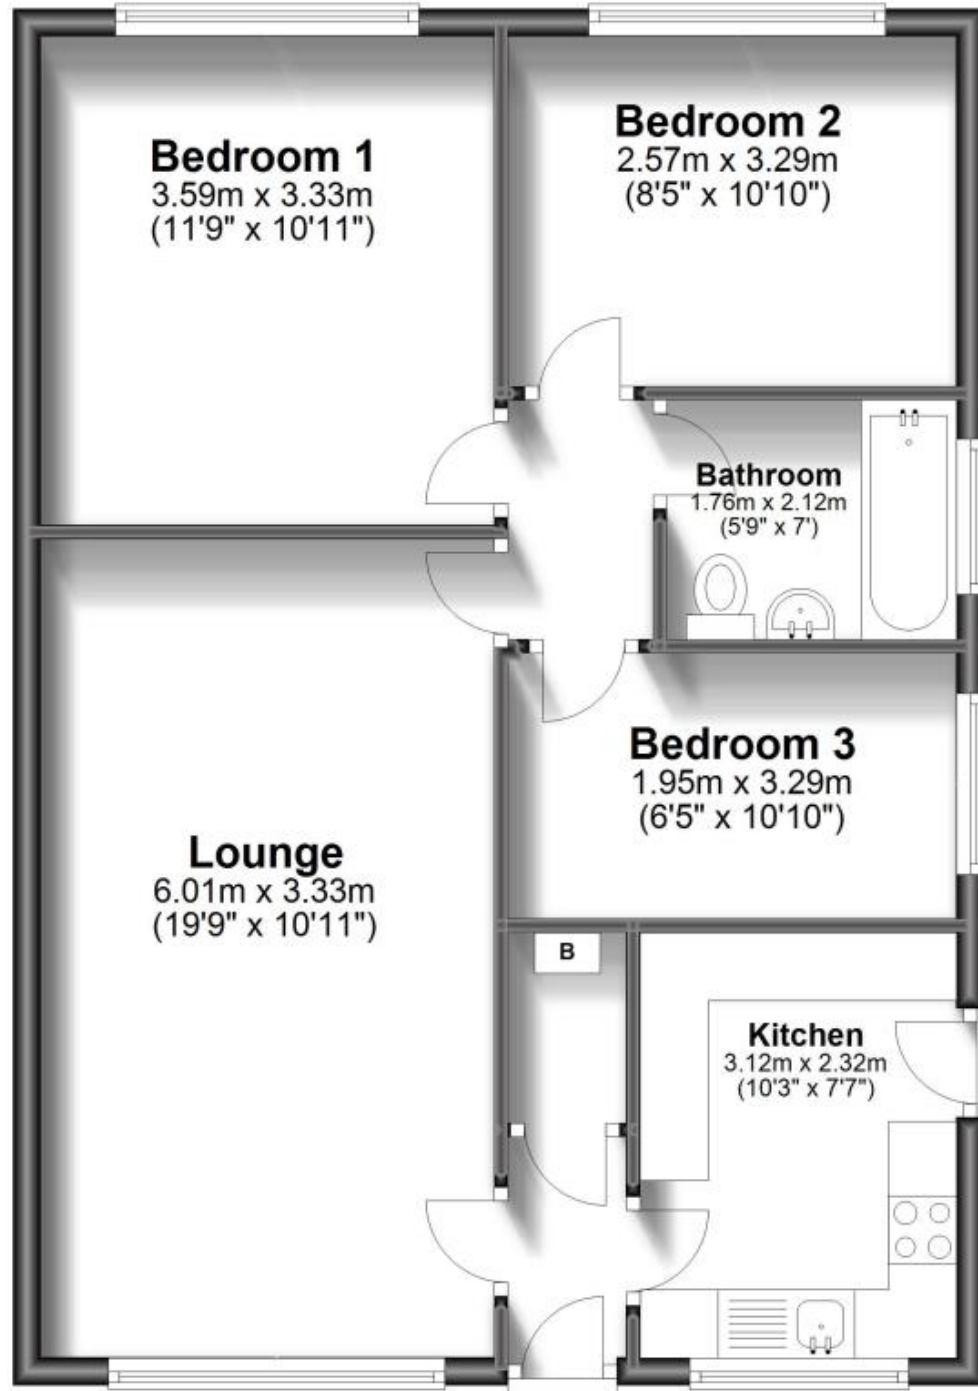 Bedroom 1
3.59m x 3.33m
(11'9" x 10'11")
Bedroom 2
2.57m x 3.29m
(8'5" x 10'10")
Bathroom
1.76m x 2.12m
(5'9" x 7')
Bedroom 3
1.95m x 3.29m
(6'5" x 10'10")
Lounge
6.01m x 3.33m
(19'9" x 10'11")
B
Kitchen
3.12m x 2.32m
(10'3" x 7'7")